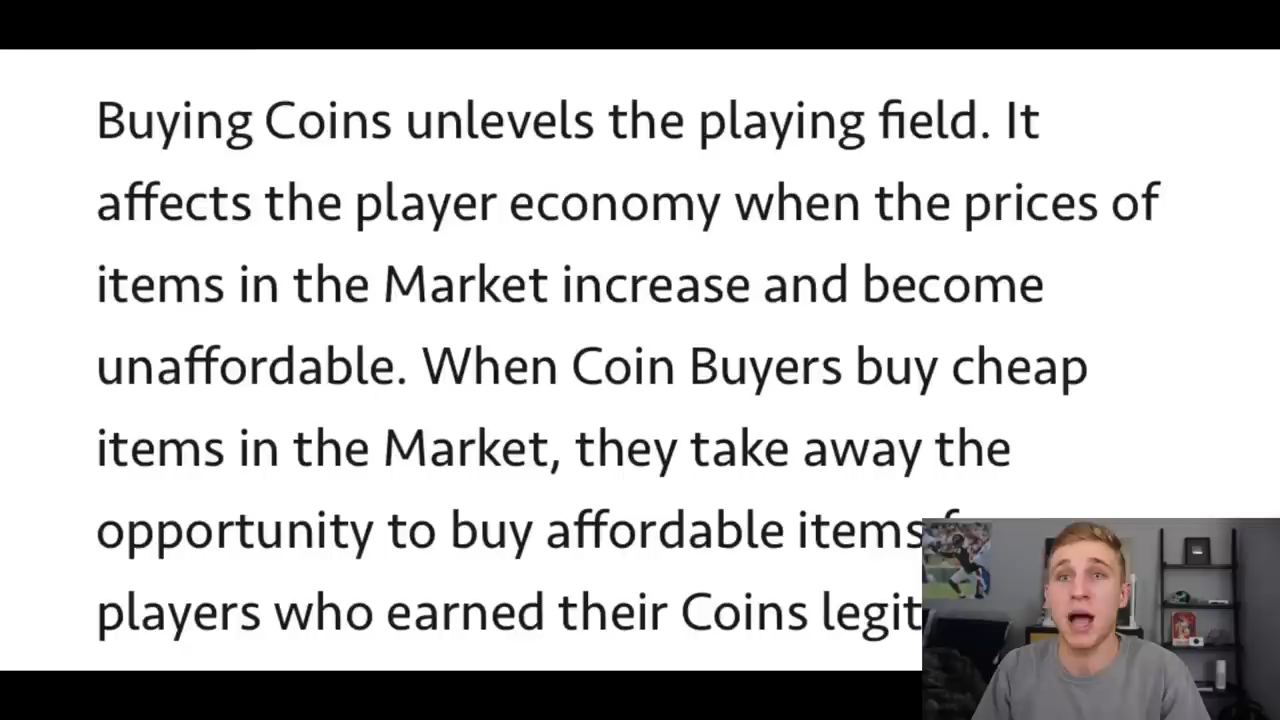 Buying Coins unlevels the playing field. It
affects the player economy when the prices of
items in the Market increase and become
unaffordable. When Coin Buyers buy cheap
items in the Market, they take away the
opportunity to buy affordable items
players who earned their Coins legit